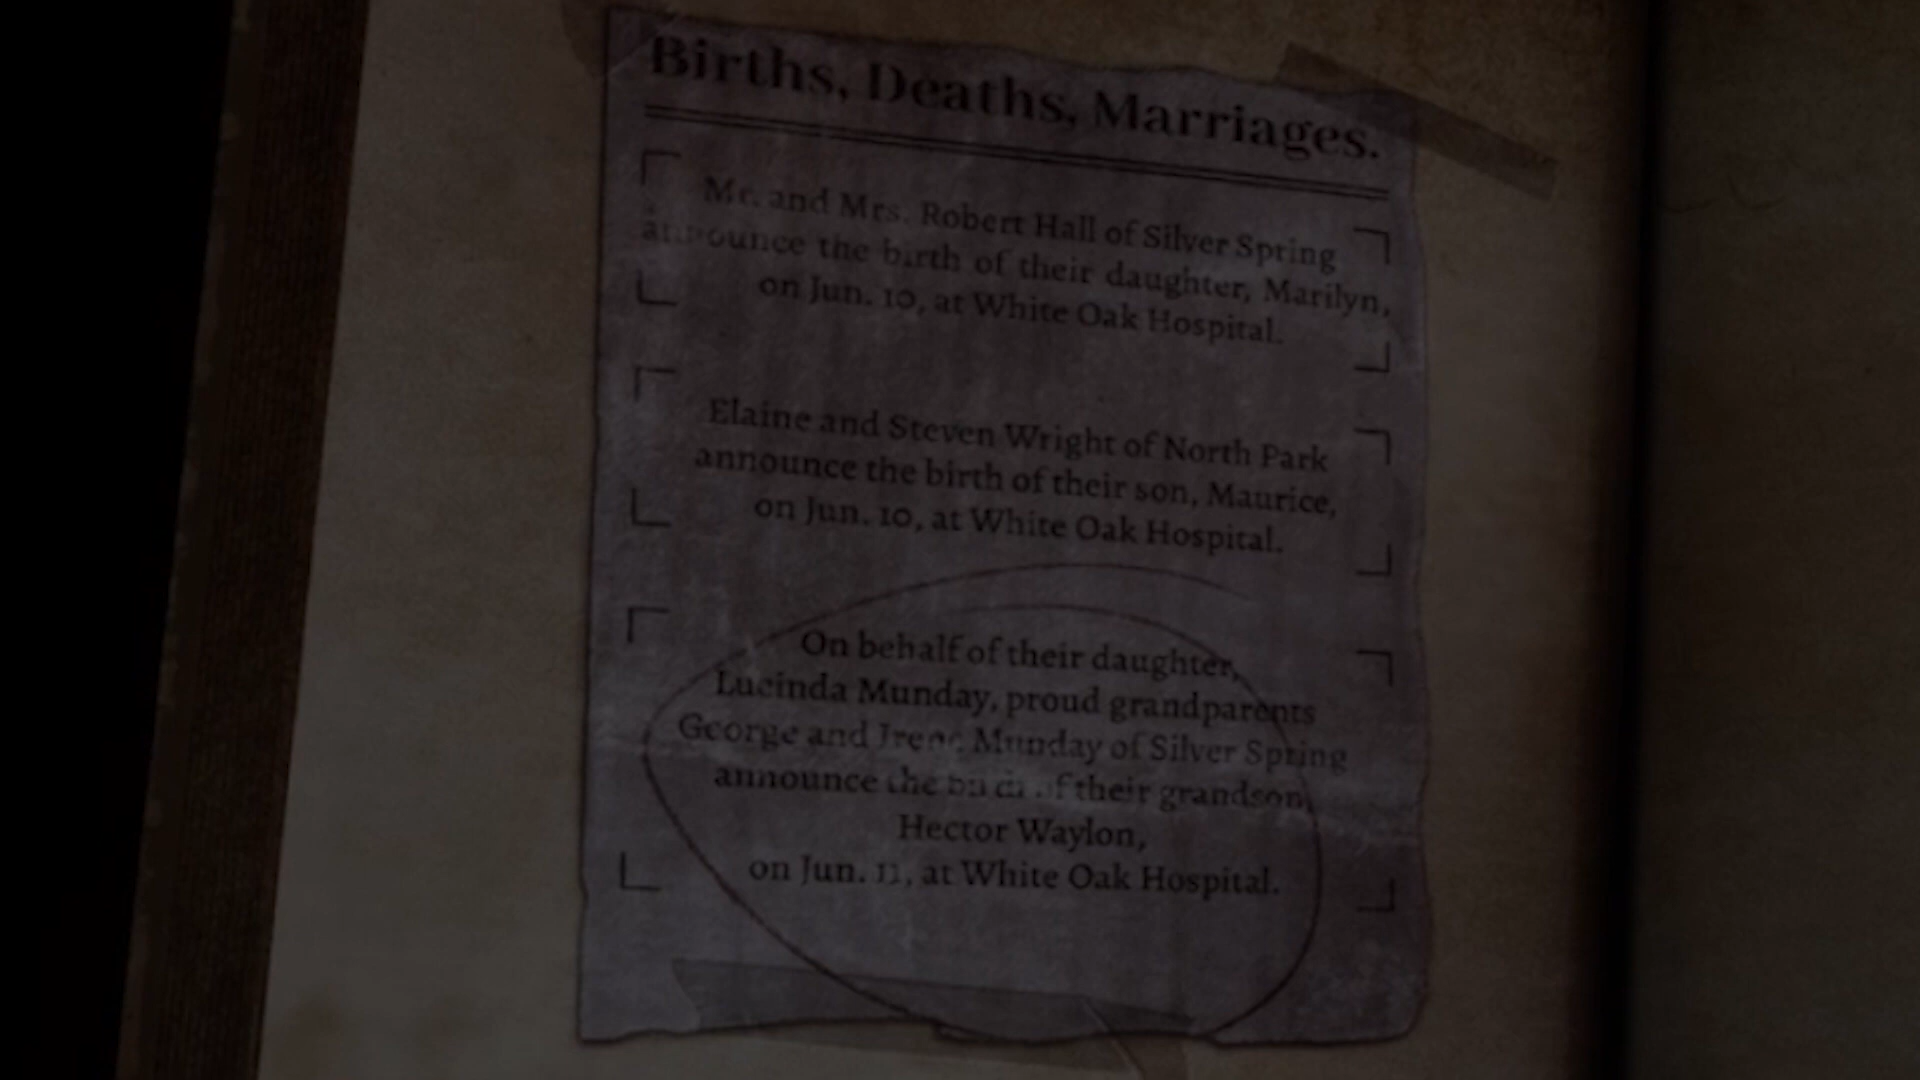 Births, Deaths, Marriages.
Mr. and Mrs. Robert Hall of Silver Spring
announce the birth of their daughter, Marilyn,
on Jun. 10, at White Oak Hospital.
Elaine and Steven Wright of North Park
announce the birth of their son, Maurice,
on Jun. 10, at White Oak Hospital.
On behalf of their daughter,
Lucinda Munday, proud grandparents
George and Irene Munday of Silver Spring
announce the birth of their grandson,
Hector Waylon,
on Jun. 11, at White Oak Hospital.